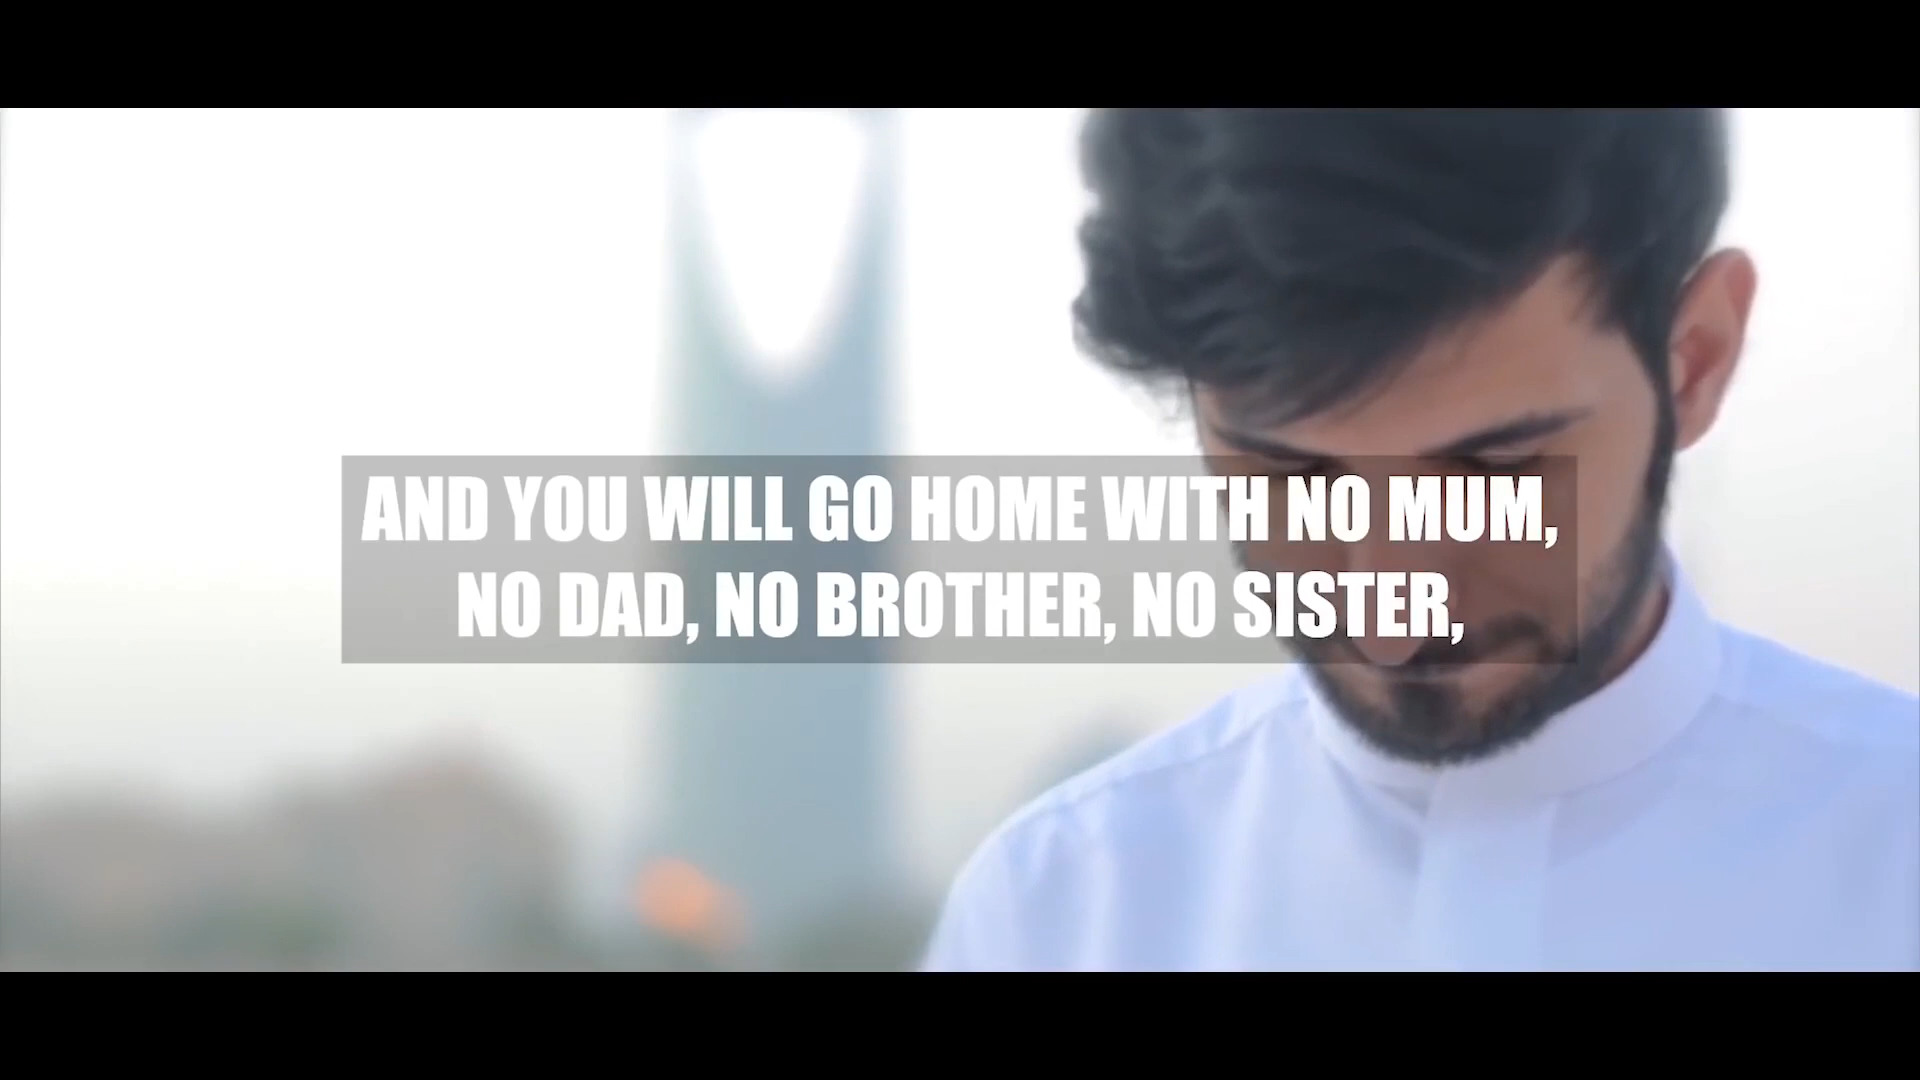 AND YOU WILL GO HOME WITH NO MUM,
NO DAD, NO BROTHER, NO SISTER,